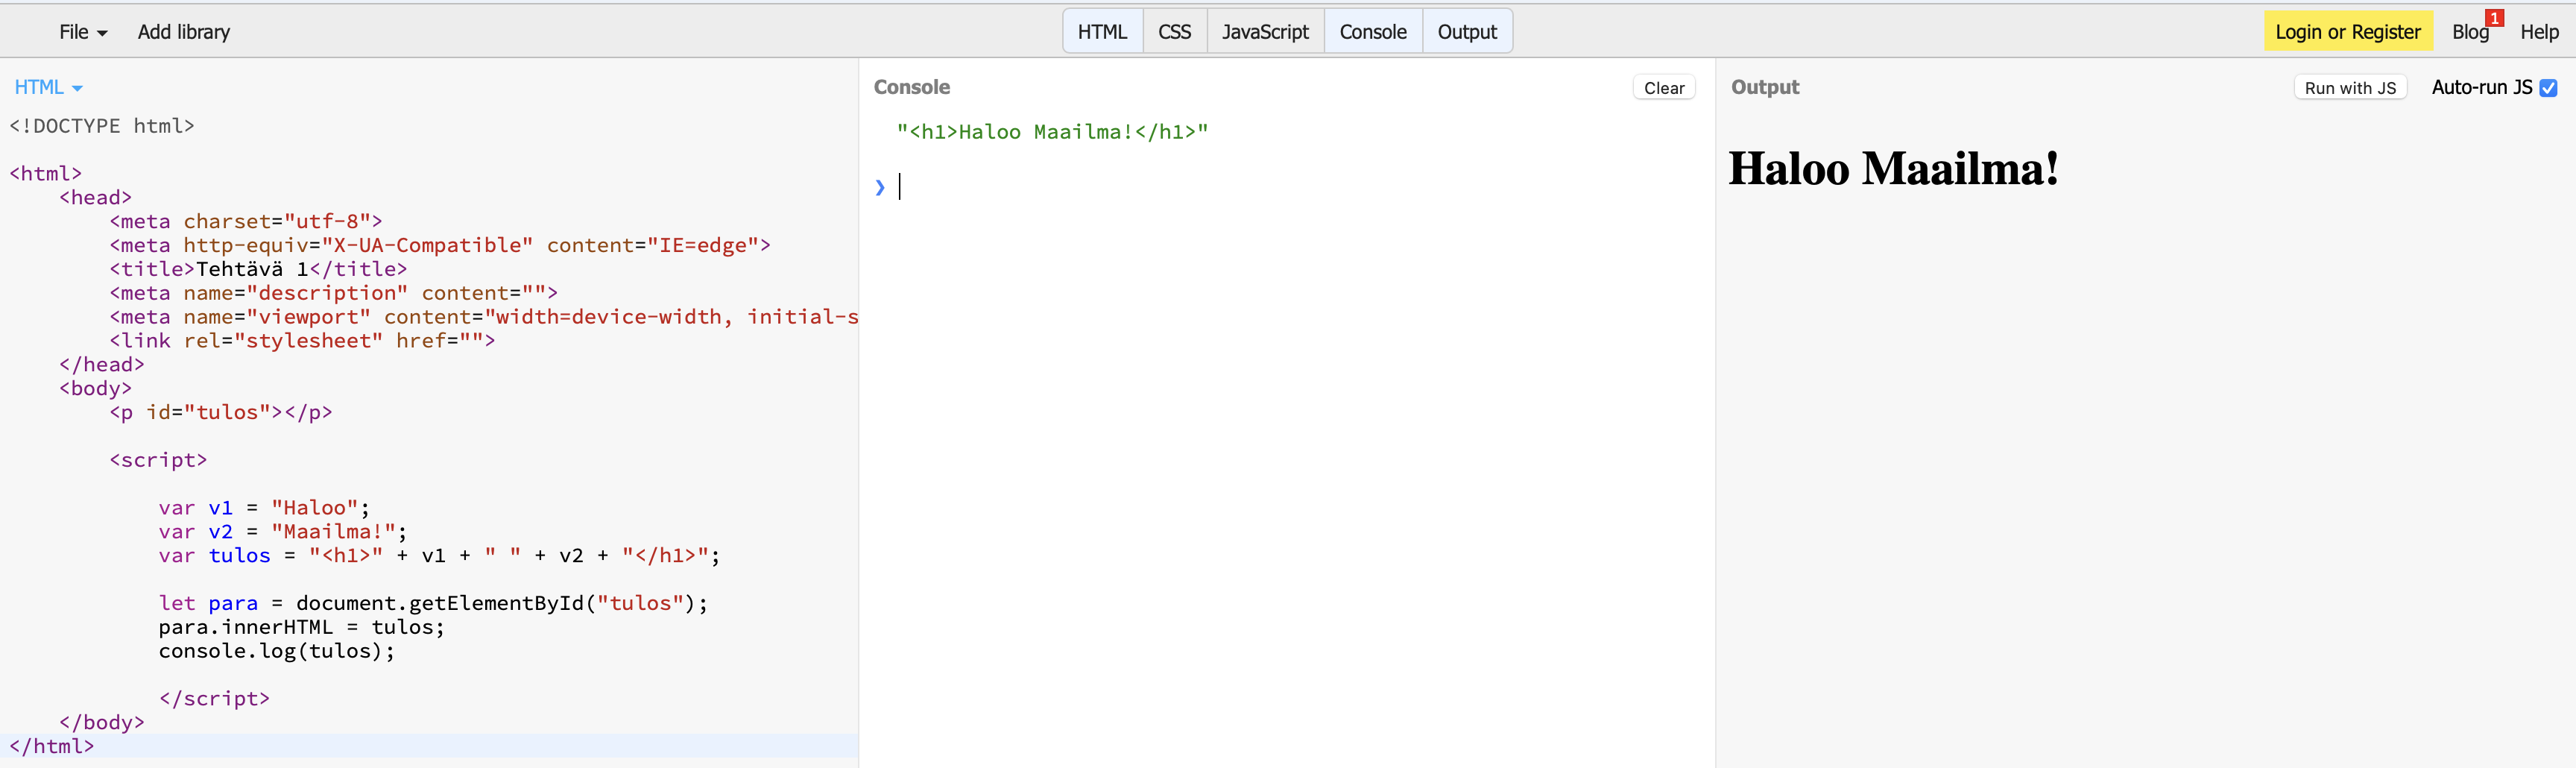 File Add library HTML CSS JavaScript Console Output Login or Register Blog 1 Help
HTML
<!DOCTYPE html>
<html>
<head>
<meta charset="utf-8">
<meta http-equiv="X-UA-Compatible" content="IE=edge">
<title>Tehtävä 1</title>
<meta name="description" content="">
<meta name="viewport" content="width=device-width, initial-s
<link rel="stylesheet" href="">
</head>
<body>
<p id="tulos"></p>
<script>
var v1 = "Haloo";
var v2 = "Maailma!";
var tulos = "<h1>" + v1 + " " + v2 + "</h1>";
let para = document.getElementById("tulos");
para.innerHTML = tulos;
console.log(tulos);
</script>
</body>
</html>
Console Clear
"<h1>Haloo Maailma!</h1>"
❯
Output Run with JS Auto-run JS
Haloo Maailma!